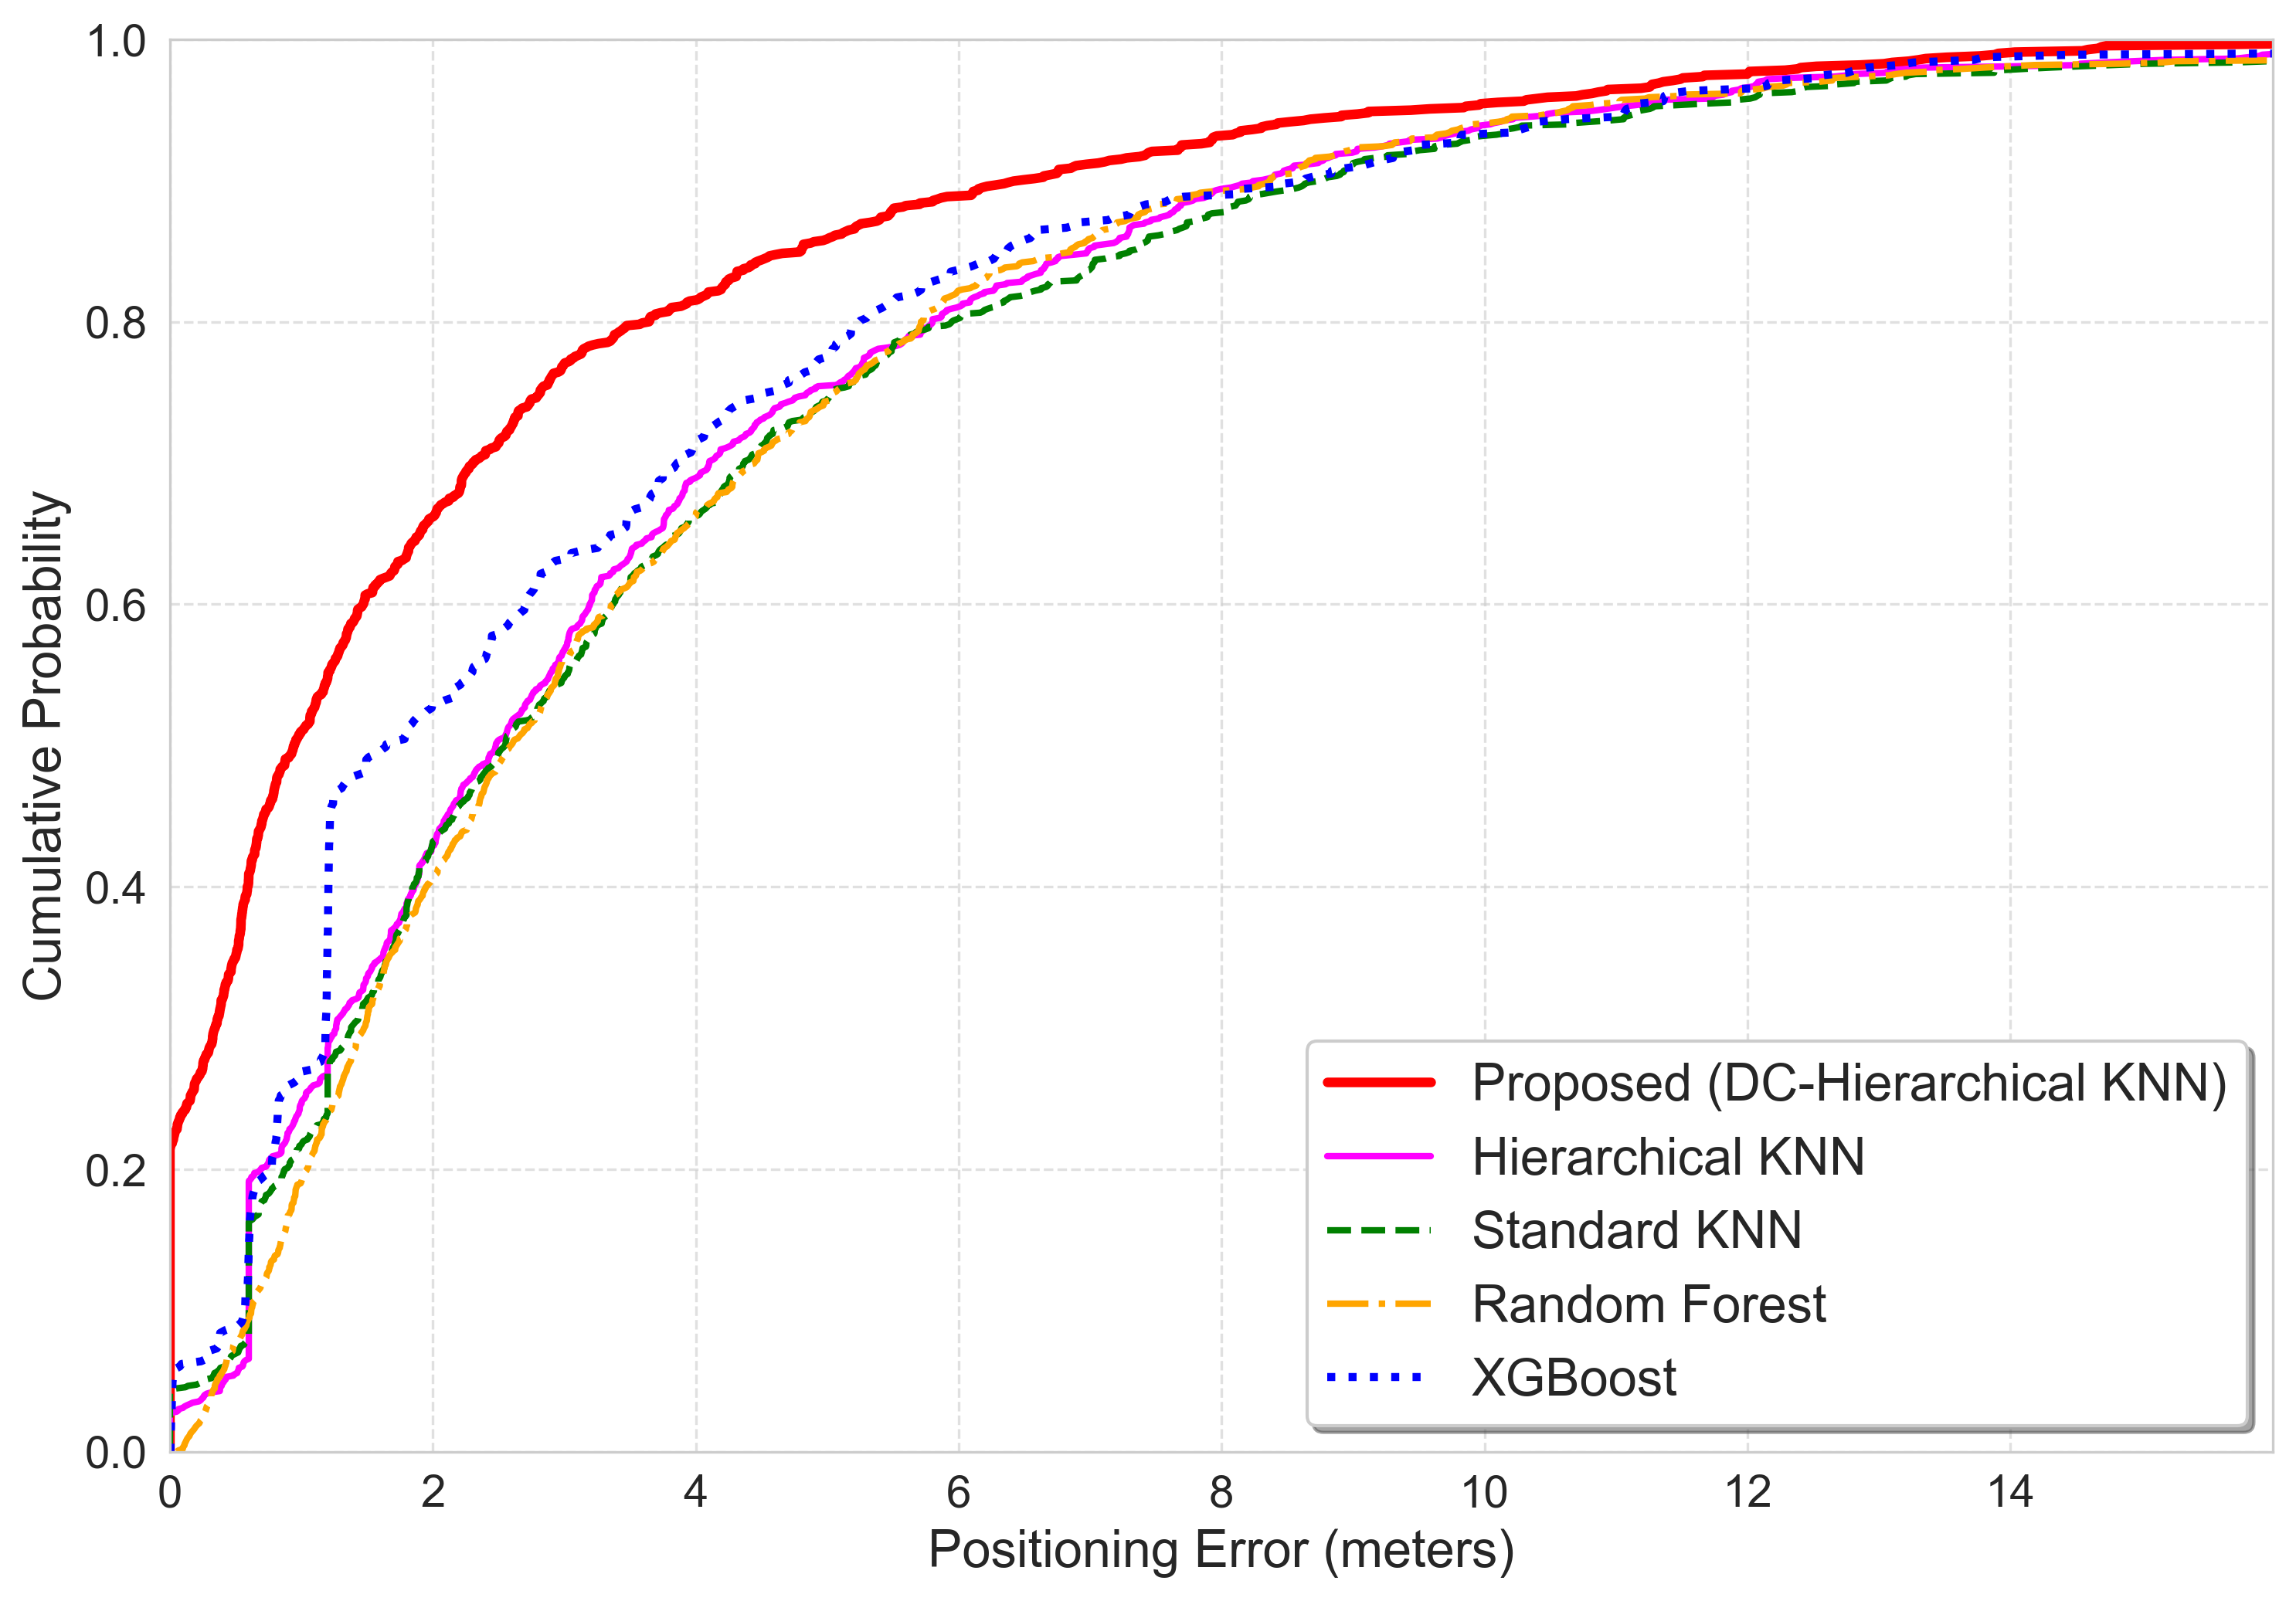 1.0
0.8
0.6
0.4
0.2
0.0
Cumulative Probability
0 2 4 6 8 10 12 14
Positioning Error (meters)
Proposed (DC-Hierarchical KNN)
Hierarchical KNN
Standard KNN
Random Forest
XGBoost